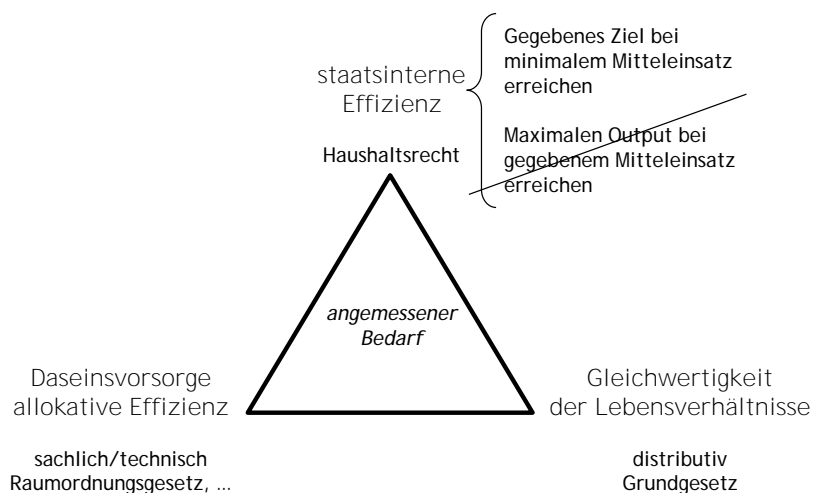 staatsinterne
Effizienz
Haushaltsrecht
Gegebenes Ziel bei
minimalem Mitteleinsatz
erreichen
Maximalen Output bei
gegebenem Mitteleinsatz
erreichen
angemessener
Bedarf
Daseinsvorsorge
allokative Effizienz
sachlich/technisch
Raumordnungsgesetz, ...
Gleichwertigkeit
der Lebensverhältnisse
distributiv
Grundgesetz